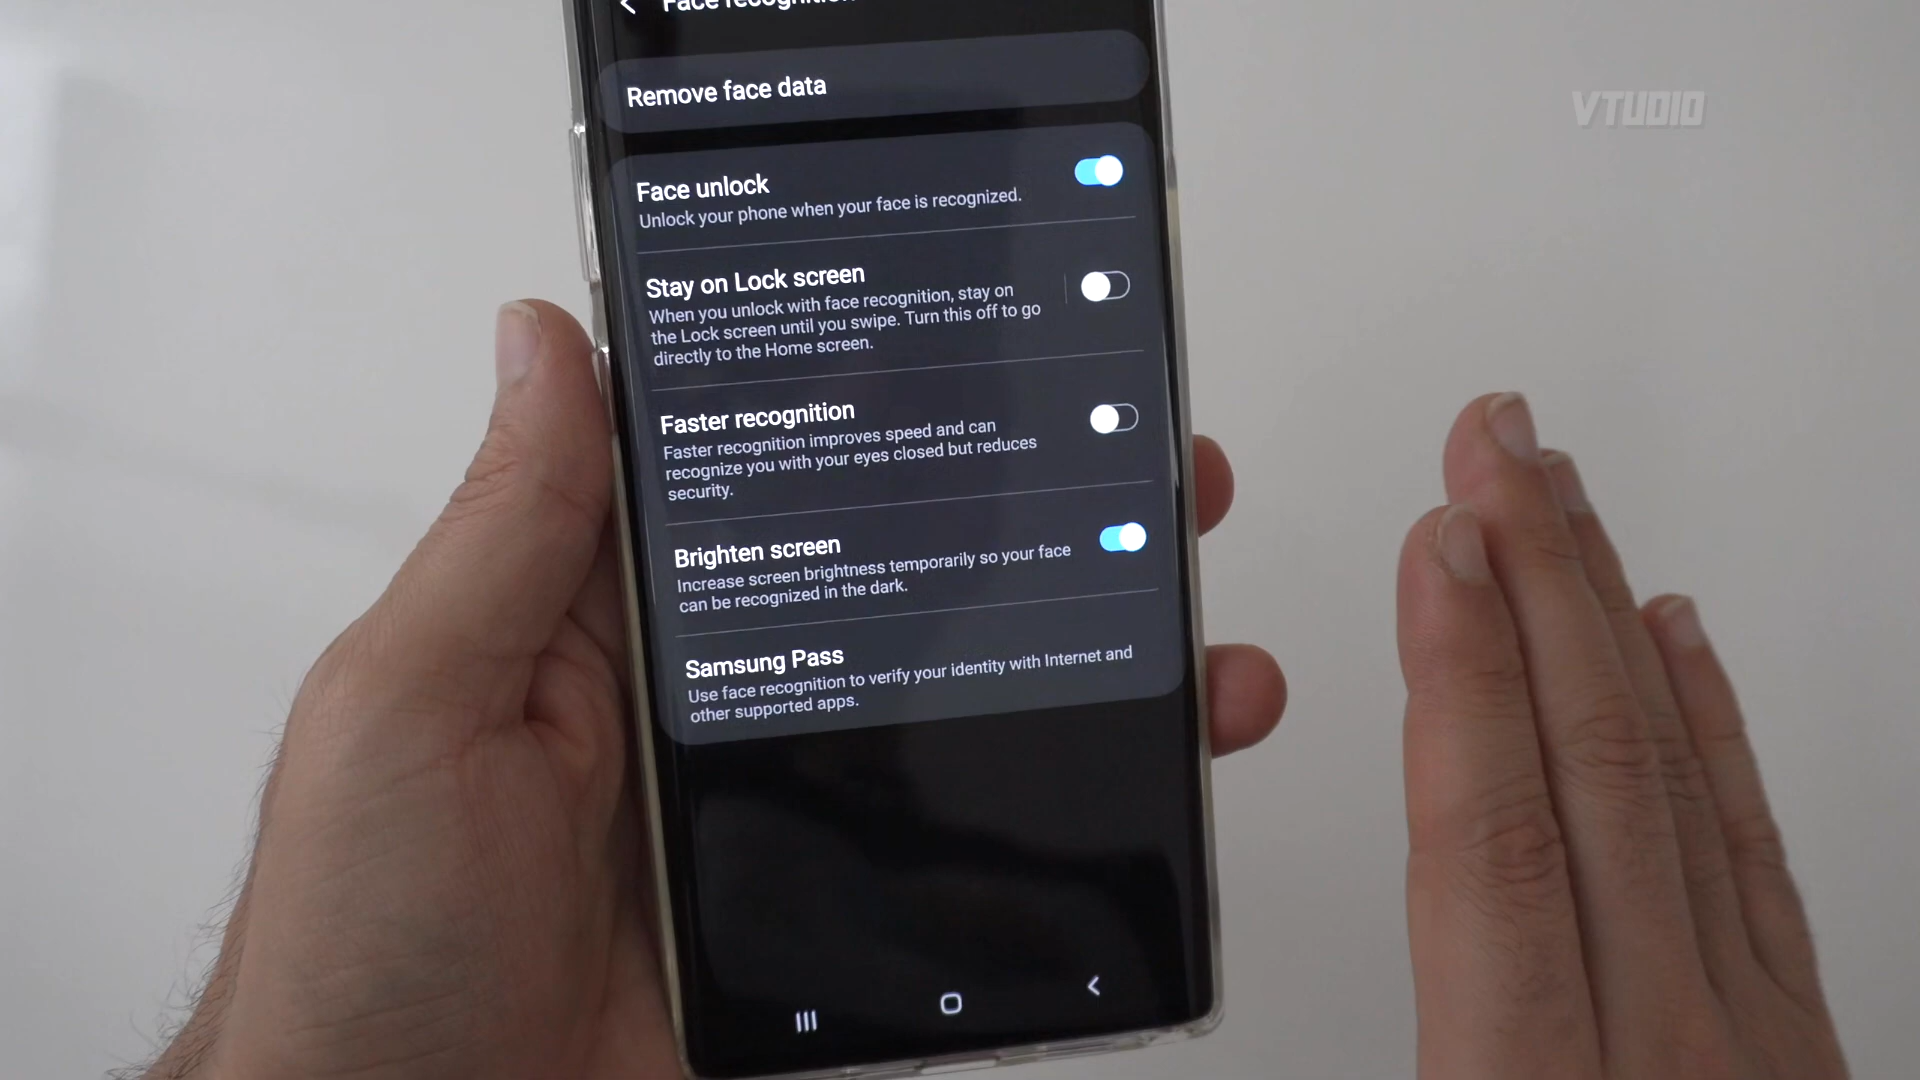 Face recognition
VTUDIO
Remove face data
Face unlock
Unlock your phone when your face is recognized.
Stay on Lock screen
When you unlock with face recognition, stay on
the Lock screen until you swipe. Turn this off to go
directly to the Home screen.
Faster recognition
Faster recognition improves speed and can
recognize you with your eyes closed but reduces
security.
Brighten screen
Increase screen brightness temporarily so your face
can be recognized in the dark.
Samsung Pass
Use face recognition to verify your identity with Internet and
other supported apps.